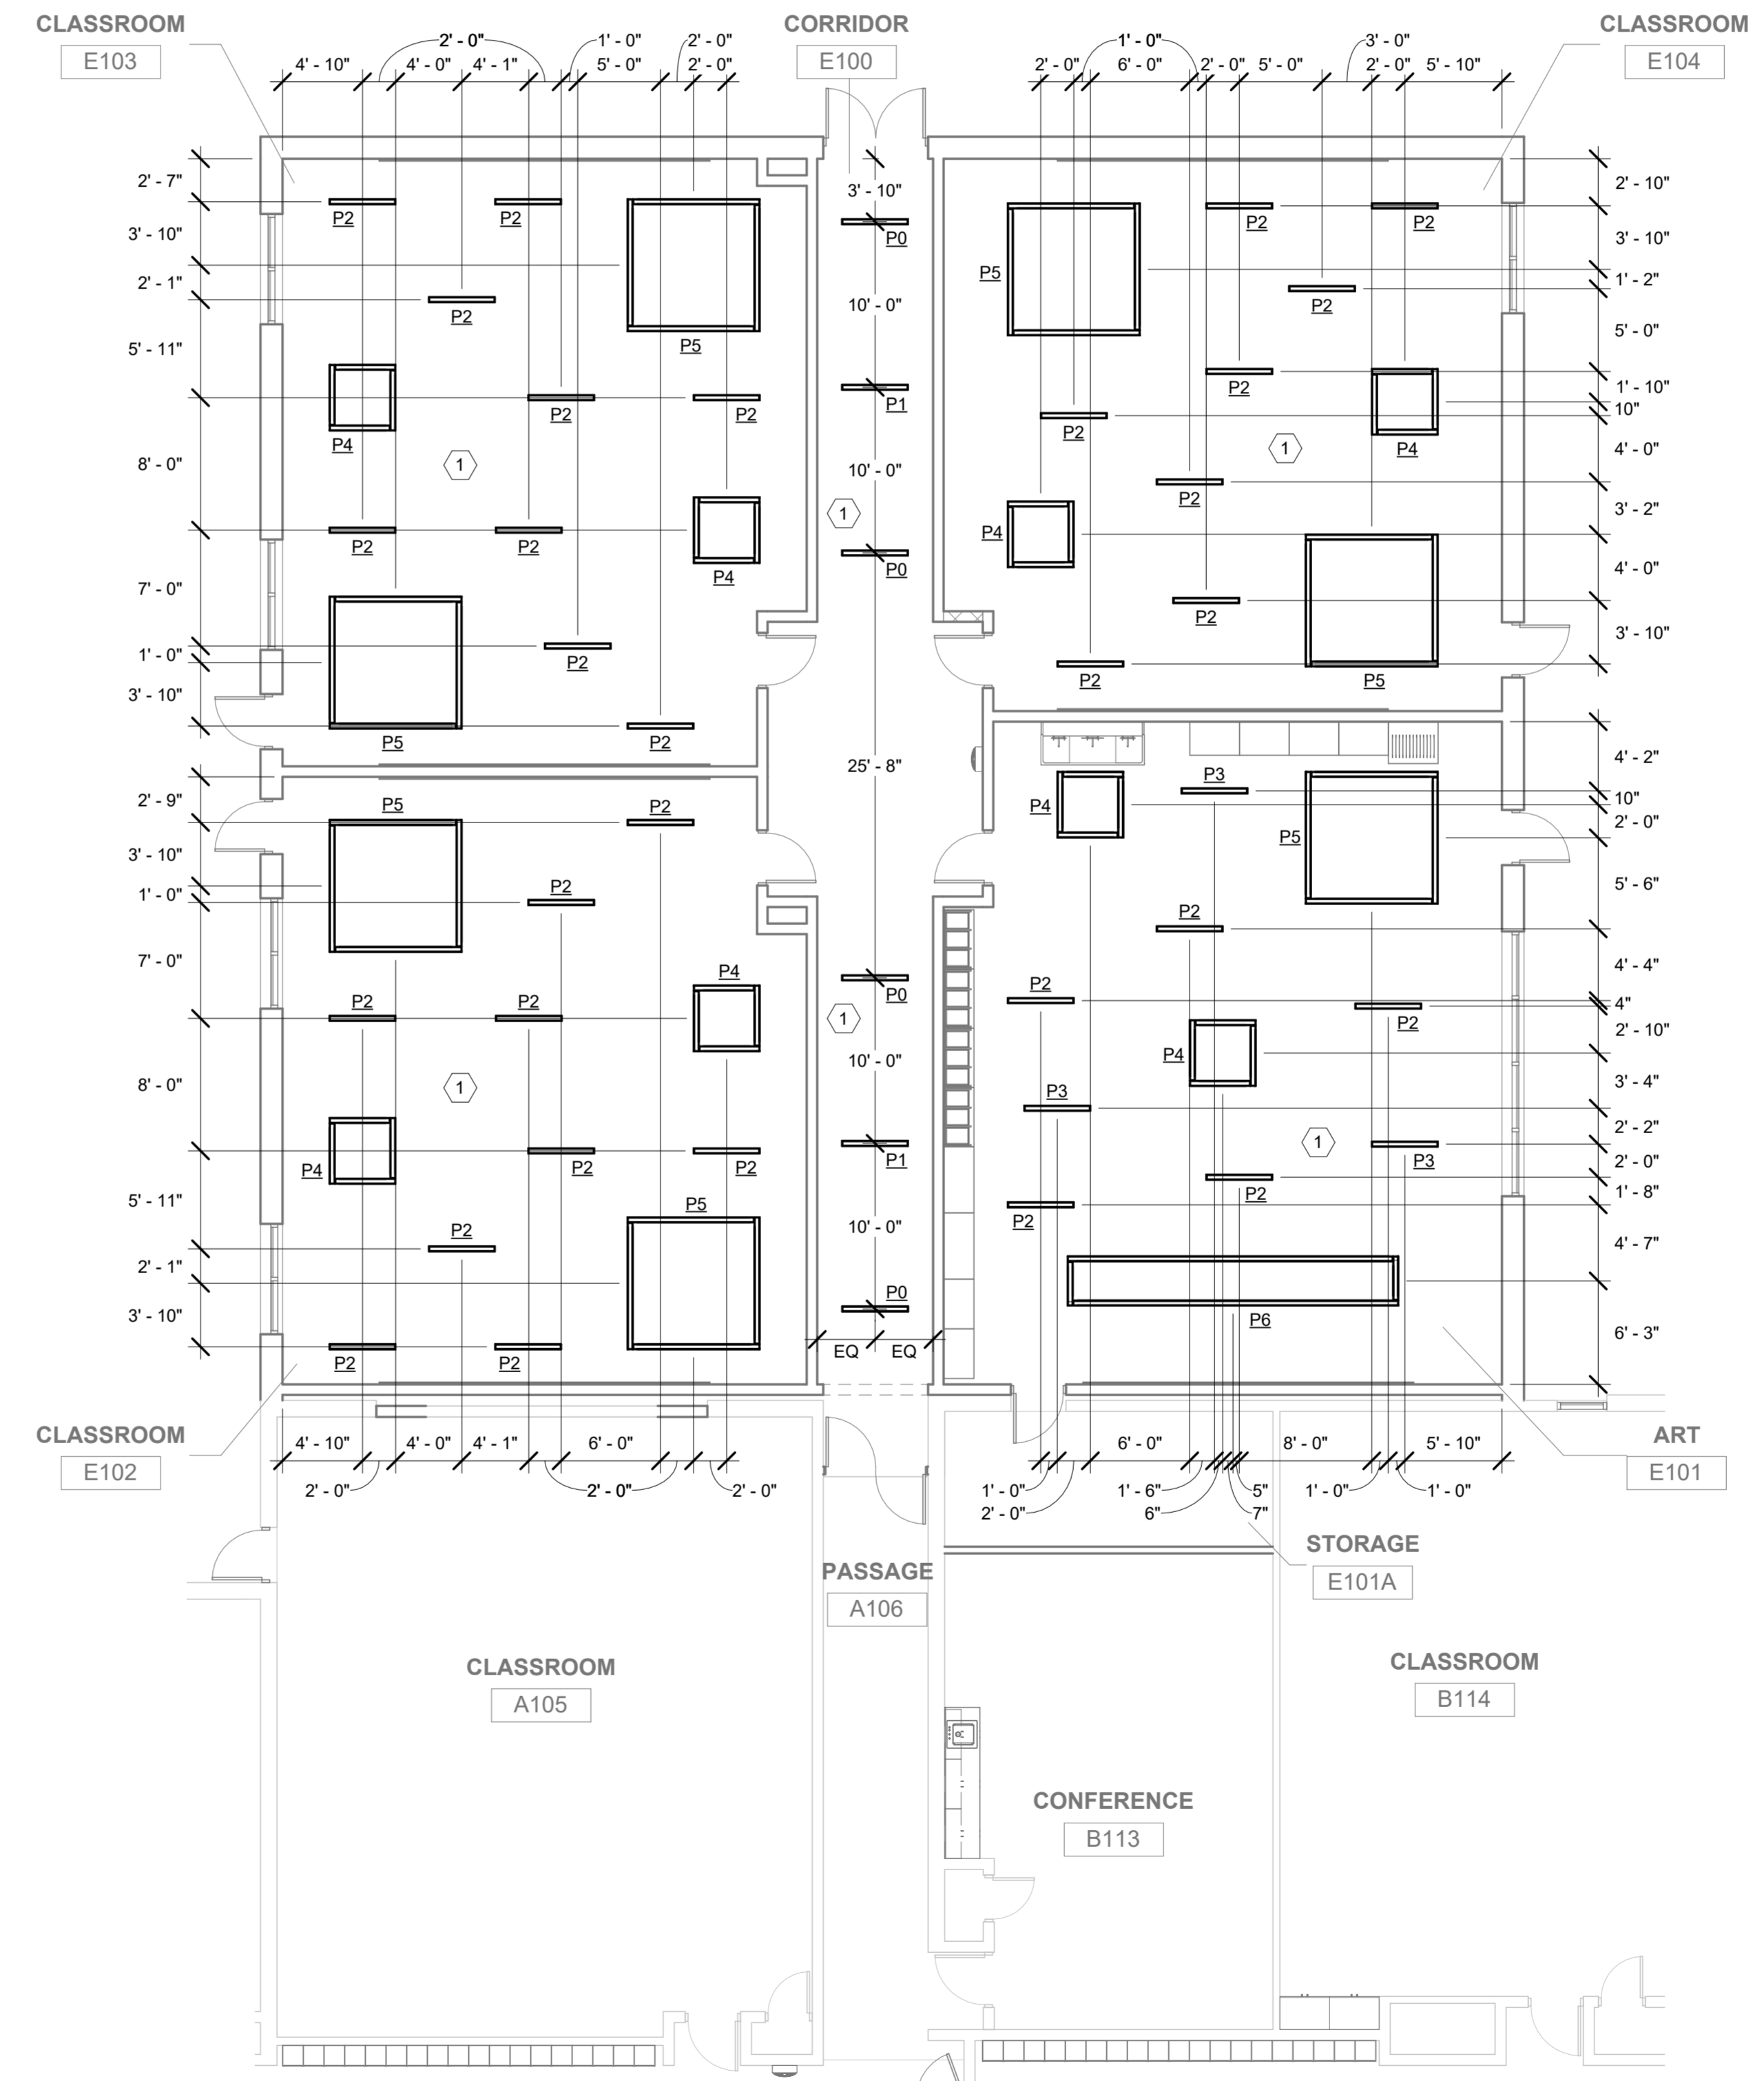 CLASSROOM
E103
CORRIDOR
E100
CLASSROOM
E104
2' - 0"
1' - 0"
2' - 0"
4' - 10"
4' - 0"
4' - 1"
5' - 0"
2' - 0"
1' - 0"
3' - 0"
2' - 0"
6' - 0"
2' - 0"
5' - 0"
2' - 0"
5' - 10"
2' - 7"
3' - 10"
2' - 1"
5' - 11"
8' - 0"
7' - 0"
1' - 0"
3' - 10"
P2
P2
P5
P2
P4
P2
P2
1
P2
P2
P4
P2
P5
P2
3' - 10"
P0
10' - 0"
P1
10' - 0"
1
P0
25' - 8"
P0
1
10' - 0"
P1
10' - 0"
P0
EQ
EQ
P2
P2
P5
P2
P2
P2
P4
1
P2
P4
P2
P2
P5
2' - 10"
3' - 10"
1' - 2"
5' - 0"
1' - 10"
10"
4' - 0"
3' - 2"
4' - 0"
3' - 10"
2' - 9"
3' - 10"
1' - 0"
7' - 0"
8' - 0"
5' - 11"
2' - 1"
3' - 10"
P5
P2
P2
P4
P2
P2
1
P4
P2
P2
P5
P2
P2
P2
P3
P4
P5
P2
P2
P2
P4
P3
1
P3
P2
P2
P6
4' - 2"
10"
2' - 0"
5' - 6"
4' - 4"
4"
2' - 10"
3' - 4"
2' - 2"
2' - 0"
1' - 8"
4' - 7"
6' - 3"
CLASSROOM
E102
4' - 10"
4' - 0"
4' - 1"
6' - 0"
2' - 0"
2' - 0"
2' - 0"
6' - 0"
8' - 0"
5' - 10"
1' - 0"
1' - 6"
5"
1' - 0"
1' - 0"
2' - 0"
6"
7"
ART
E101
STORAGE
E101A
PASSAGE
A106
CLASSROOM
A105
CLASSROOM
B114
CONFERENCE
B113